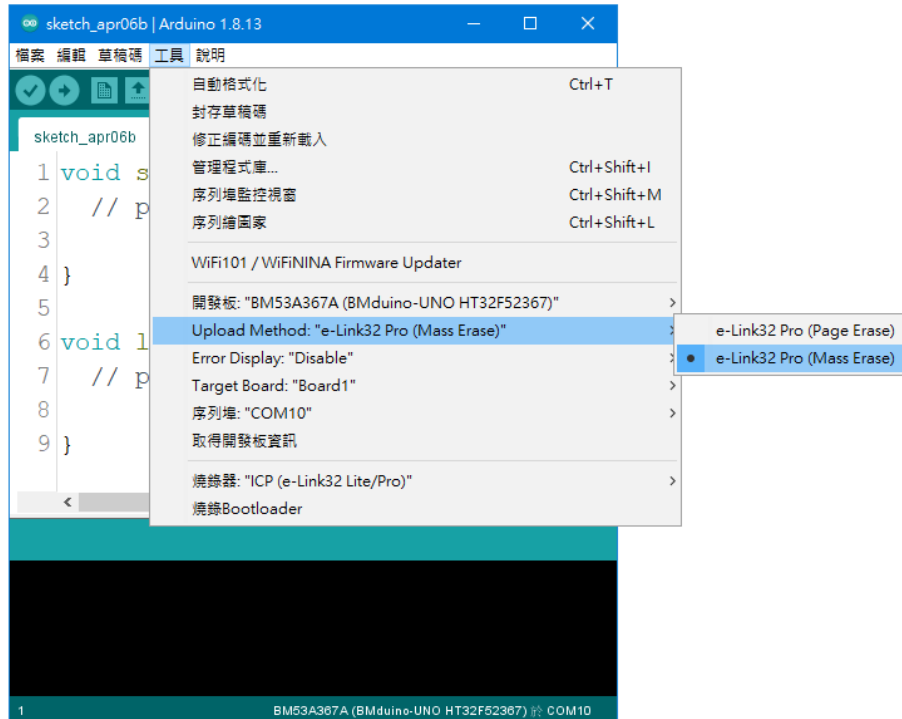 sketch_apr06b | Arduino 1.8.13
檔案 編輯 草稿碼 工具 說明
sketch_apr06b
自動格式化 Ctrl+T
封存草稿碼
修正編碼並重新載入
管理程式庫... Ctrl+Shift+I
序列埠監控視窗 Ctrl+Shift+M
序列繪圖家 Ctrl+Shift+L
WiFi101 / WiFiNINA Firmware Updater
開發板: "BM53A367A (BMduino-UNO HT32F52367)"
Upload Method: "e-Link32 Pro (Mass Erase)"
Error Display: "Disable"
Target Board: "Board1"
序列埠: "COM10"
取得開發板資訊
燒錄器: "ICP (e-Link32 Lite/Pro)"
燒錄Bootloader
e-Link32 Pro (Page Erase)
e-Link32 Pro (Mass Erase)
1 void s
2 // p
3
4 }
5
6 void l
7 // p
8
9 }
1 BM53A367A (BMduino-UNO HT32F52367) 於 COM10